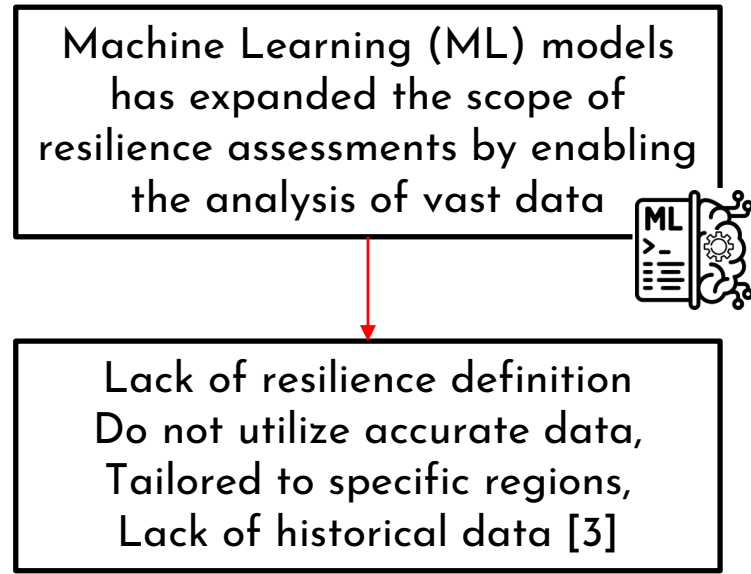 Machine Learning (ML) models
has expanded the scope of
resilience assessments by enabling
the analysis of vast data
ML
>_
Lack of resilience definition
Do not utilize accurate data,
Tailored to specific regions,
Lack of historical data [3]